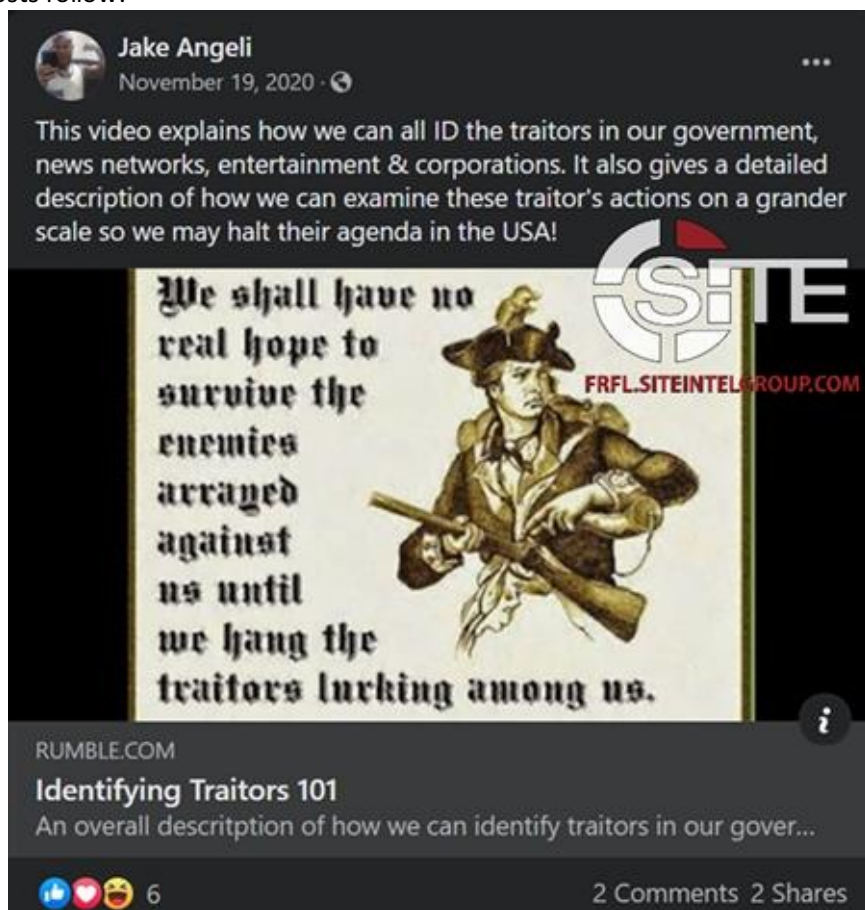 Jake Angeli
November 19, 2020 ·
This video explains how we can all ID the traitors in our government,
news networks, entertainment & corporations. It also gives a detailed
description of how we can examine these traitor's actions on a grander
scale so we may halt their agenda in the USA!
SITE
FRFL.SITEINTELGROUP.COM
We shall have no
real hope to
survive the
enemies
arrayed
against
us until
we hang the
traitors lurking among us.
RUMBLE.COM
Identifying Traitors 101
An overall descritption of how we can identify traitors in our gover...
6
2 Comments 2 Shares